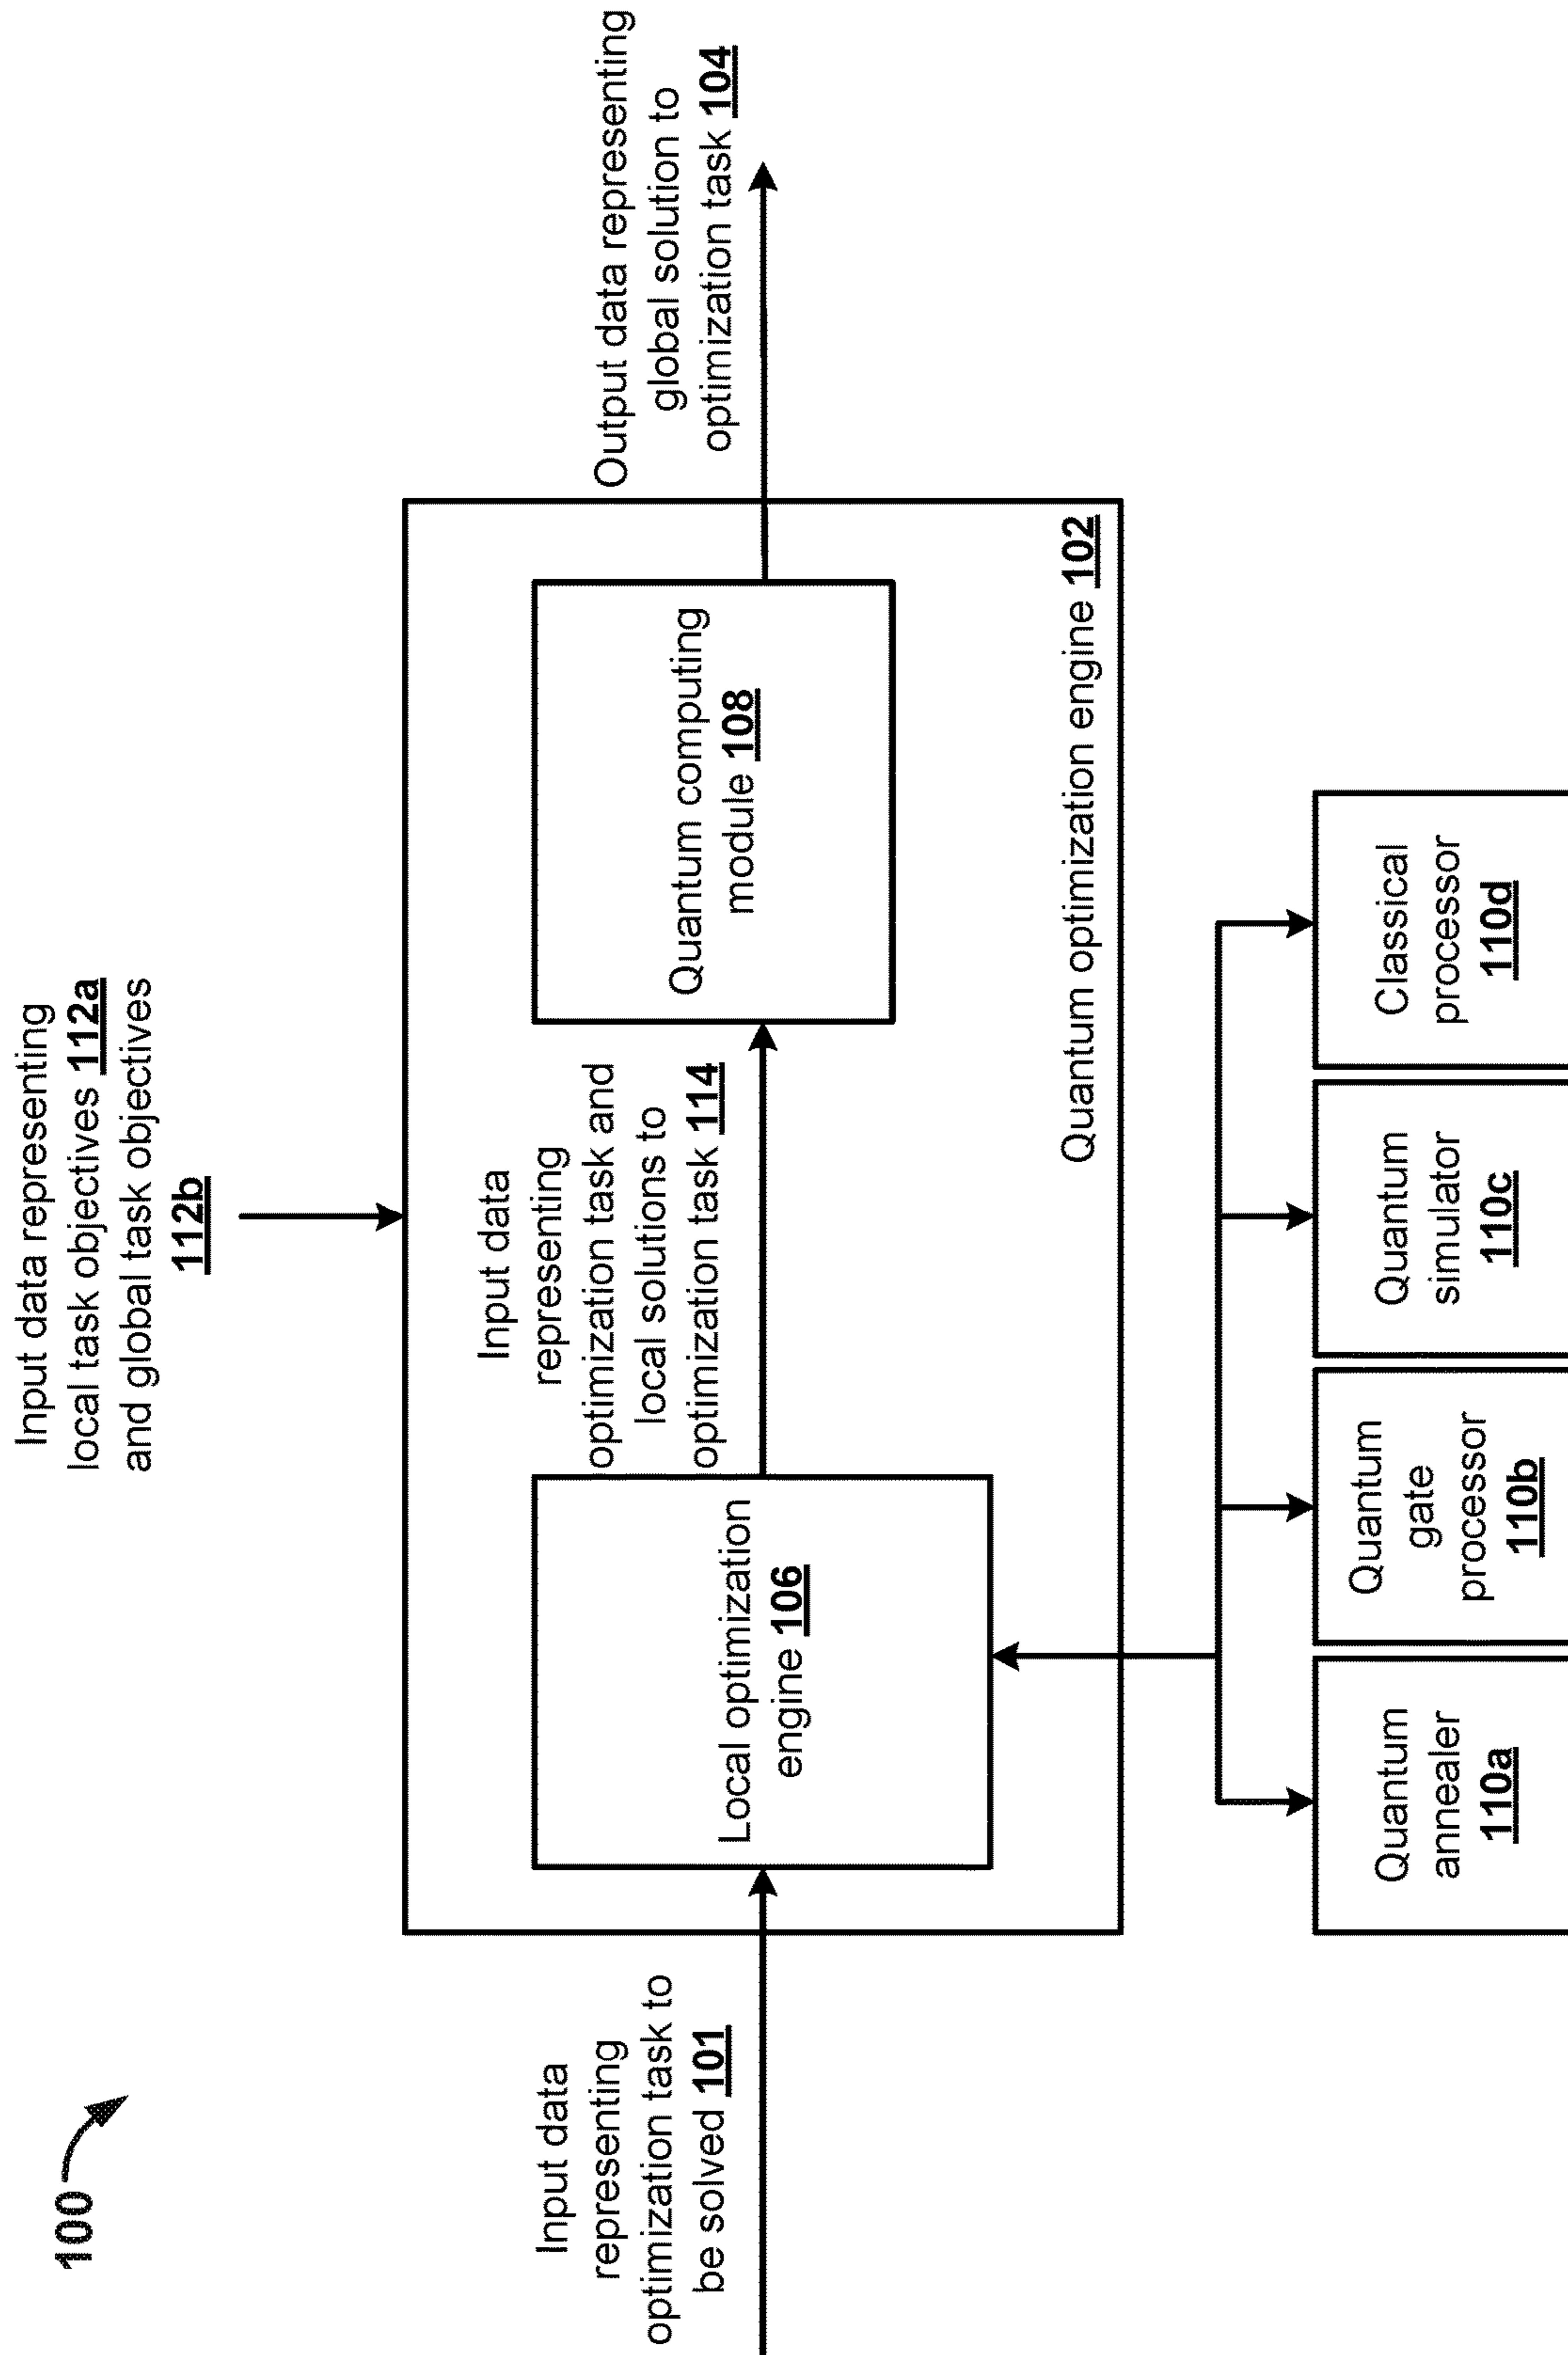 100
Input data representing
local task objectives 112a
and global task objectives
112b
Input data
representing
optimization task to
be solved 101
Local optimization
engine 106
Input data
representing
optimization task and
local solutions to
optimization task 114
Quantum computing
module 108
Output data representing
global solution to
optimization task 104
Quantum optimization engine 102
Quantum
annealer
110a
Quantum
gate
processor
110b
Quantum
simulator
110c
Classical
processor
110d